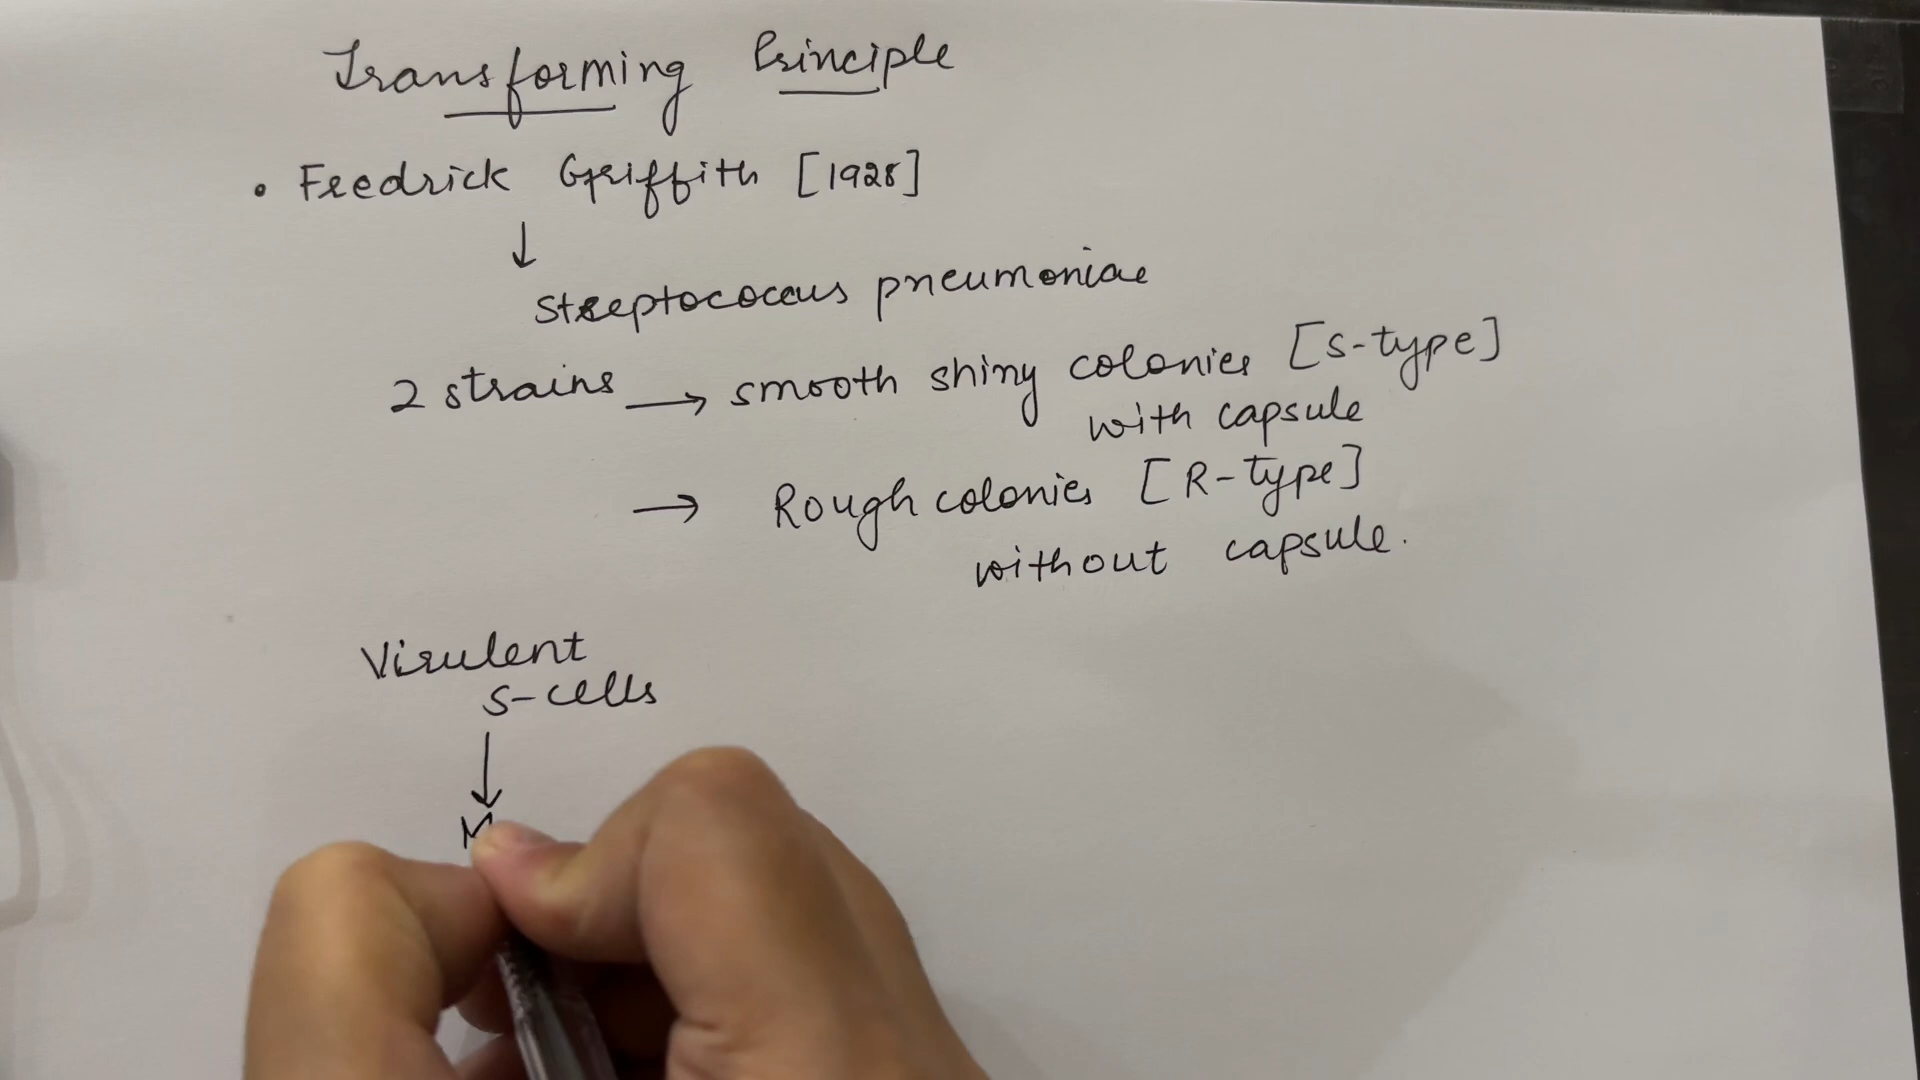 Transforming Principle
• Fredrick Griffith [1928]
↓
Streptococcus pneumoniae
2 strains → smooth shiny colonies [S-type]
with capsule
→ Rough colonies [R-type]
without capsule.
Virulent
S-cells
↓
M